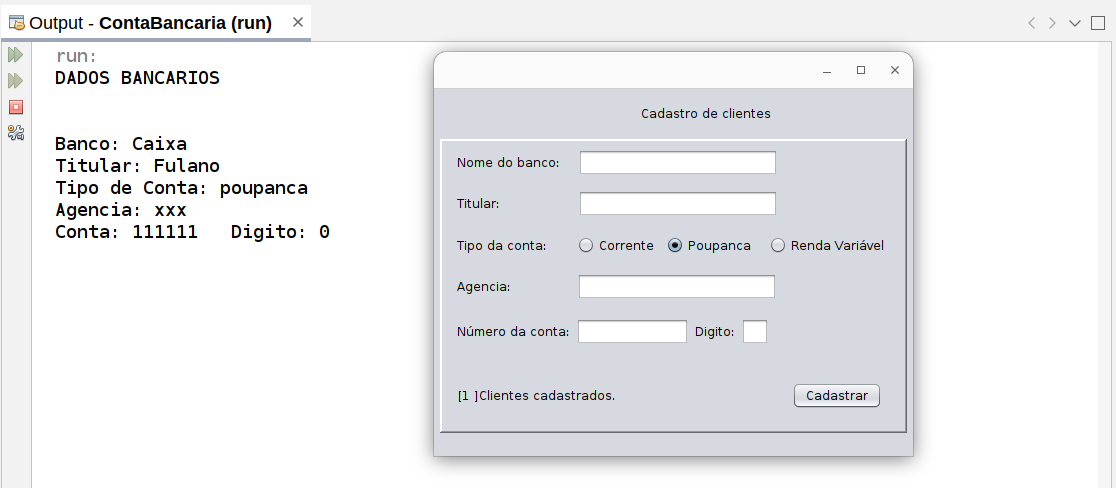 Output - ContaBancaria (run)
run:
DADOS BANCARIOS
Banco: Caixa
Titular: Fulano
Tipo de Conta: poupanca
Agencia: xxx
Conta: 111111   Digito: 0
Cadastro de clientes
Nome do banco:
Titular:
Tipo da conta: Corrente Poupanca Renda Variável
Agencia:
Número da conta: Digito:
[1 ]Clientes cadastrados. Cadastrar